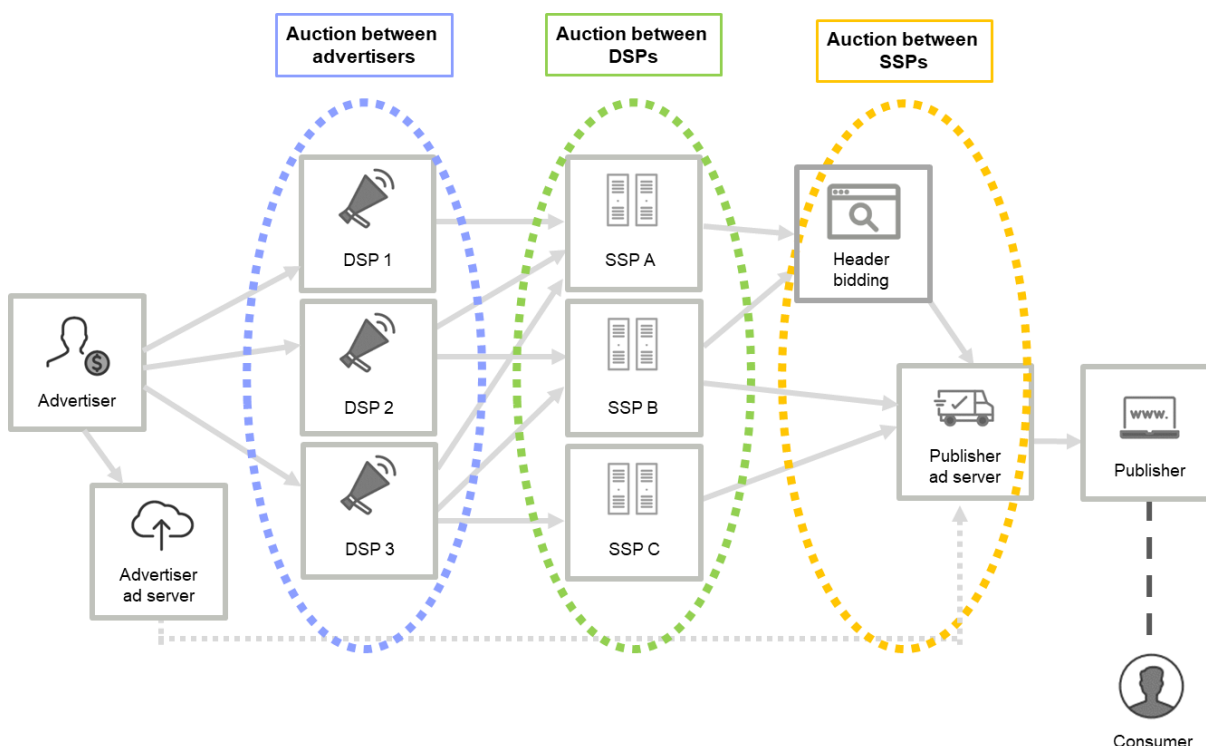 Auction between
advertisers
Auction between
DSPs
Auction between
SSPs
DSP 1
SSP A
Header
bidding
$
Advertiser
DSP 2
SSP B
www.
Publisher
ad server
Publisher
DSP 3
SSP C
Advertiser
ad server
Consumer